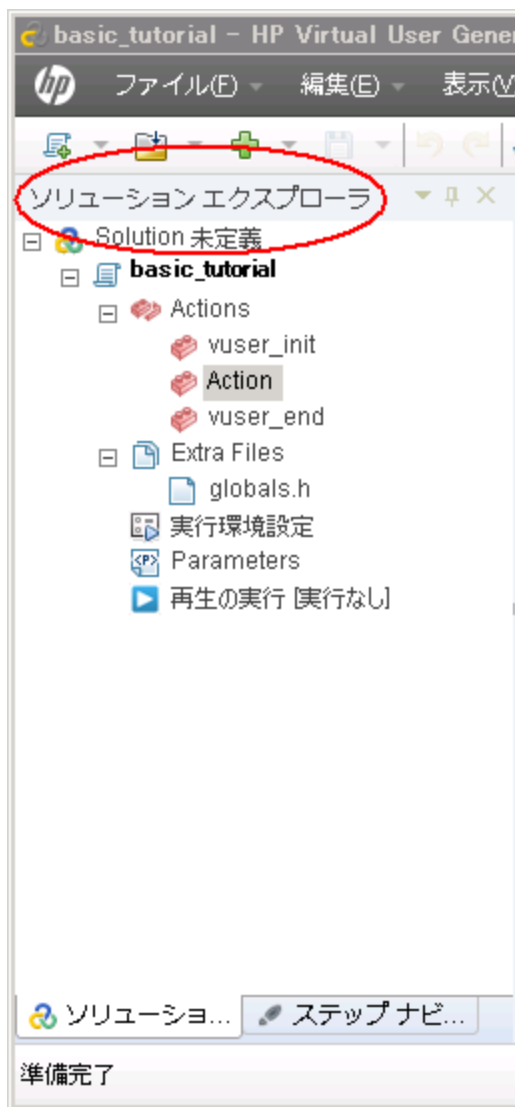 basic_tutorial - HP Virtual User Gener
hp ファイル(F) 編集(E) 表示(V
ソリューション エクスプローラ
Solution 未定義
basic_tutorial
Actions
vuser_init
Action
vuser_end
Extra Files
globals.h
実行環境設定
<P> Parameters
再生の実行 [実行なし]
ソリューショ... ステップ ナビ...
準備完了